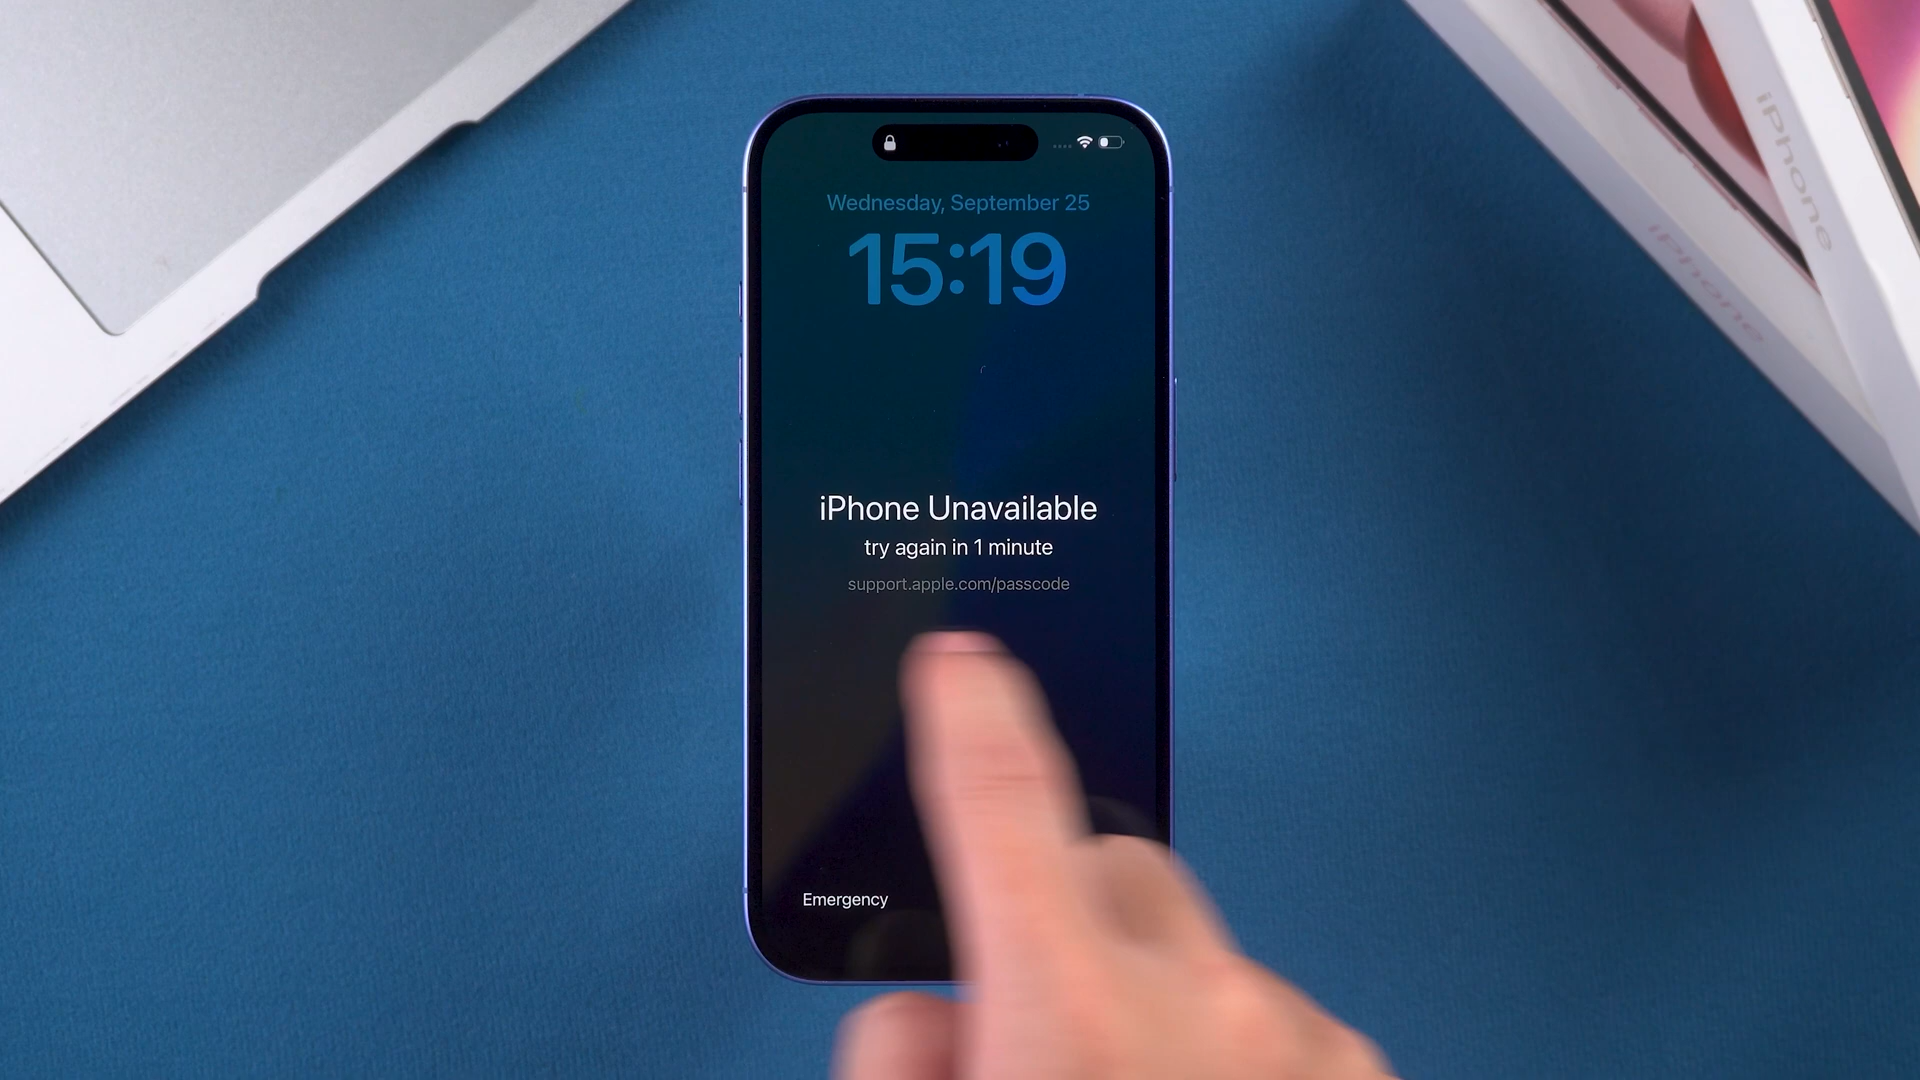 Wednesday, September 25
15:19
iPhone Unavailable
try again in 1 minute
support.apple.com/passcode
Emergency
iPhone
iPhone